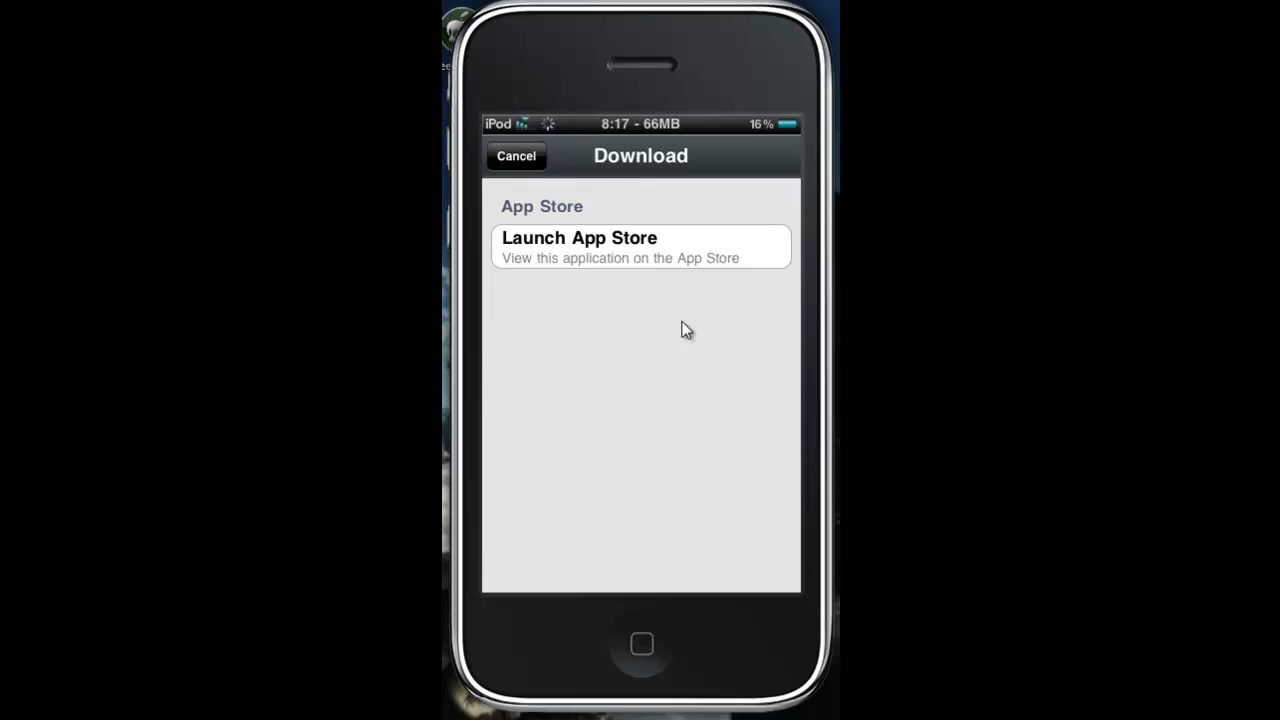 iPod 8:17 - 66MB 16%
Cancel Download
App Store
Launch App Store
View this application on the App Store